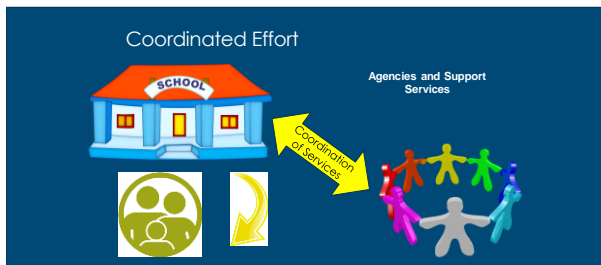 Coordinated Effort
SCHOOL
Agencies and Support
Services
Coordination
of Services